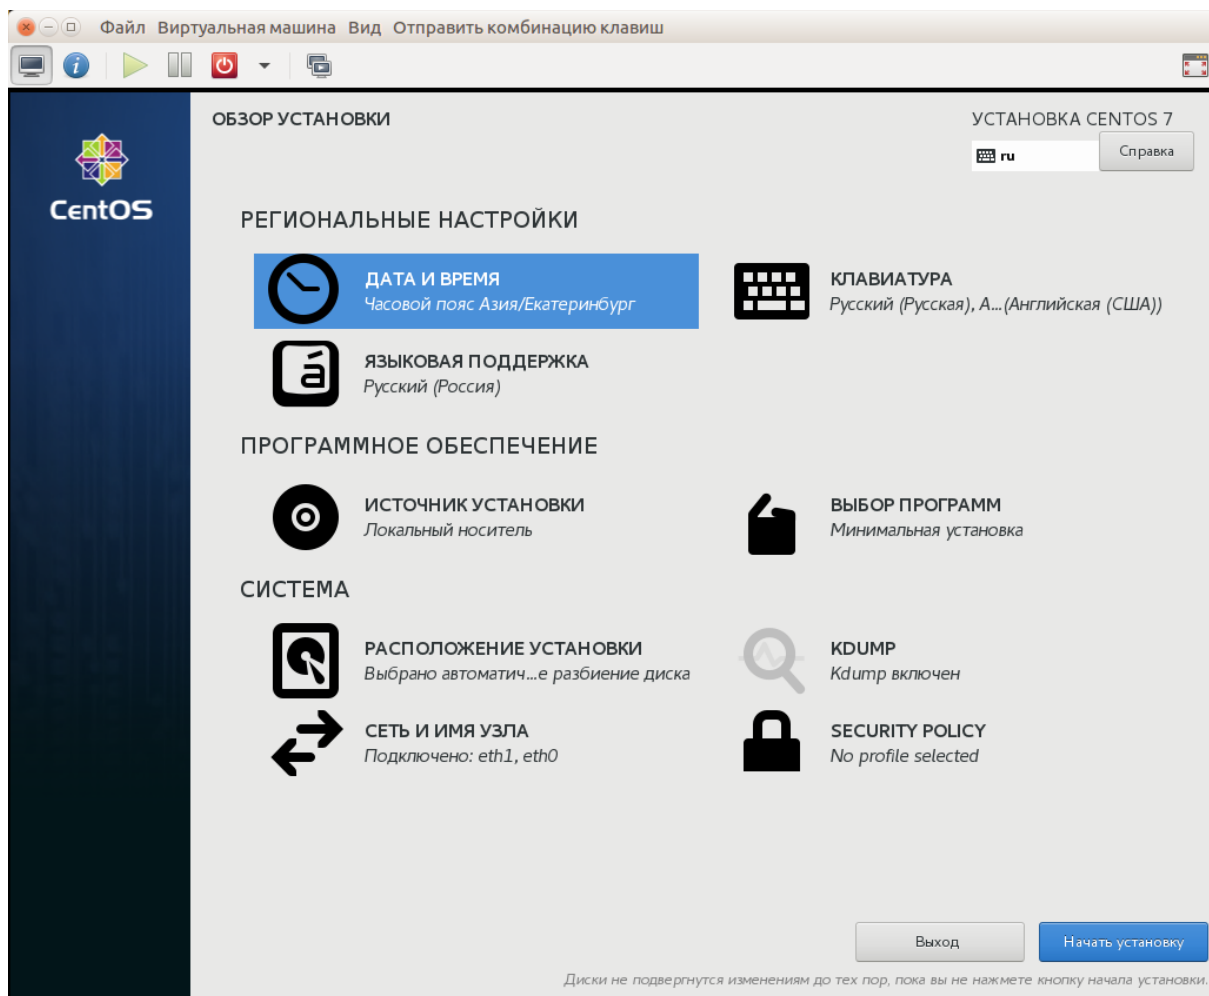 Файл Виртуальная машина Вид Отправить комбинацию клавиш
CentOS
ОБЗОР УСТАНОВКИ
УСТАНОВКА CENTOS 7
ru
Справка
РЕГИОНАЛЬНЫЕ НАСТРОЙКИ
ДАТА И ВРЕМЯ
Часовой пояс Азия/Екатеринбург
КЛАВИАТУРА
Русский (Русская), А...(Английская (США))
ЯЗЫКОВАЯ ПОДДЕРЖКА
Русский (Россия)
ПРОГРАММНОЕ ОБЕСПЕЧЕНИЕ
ИСТОЧНИК УСТАНОВКИ
Локальный носитель
ВЫБОР ПРОГРАММ
Минимальная установка
СИСТЕМА
РАСПОЛОЖЕНИЕ УСТАНОВКИ
Выбрано автоматич...е разбиение диска
KDUMP
Kdump включен
СЕТЬ И ИМЯ УЗЛА
Подключено: eth1, eth0
SECURITY POLICY
No profile selected
Выход
Начать установку
Диски не подвергнутся изменениям до тех пор, пока вы не нажмете кнопку начала установки.